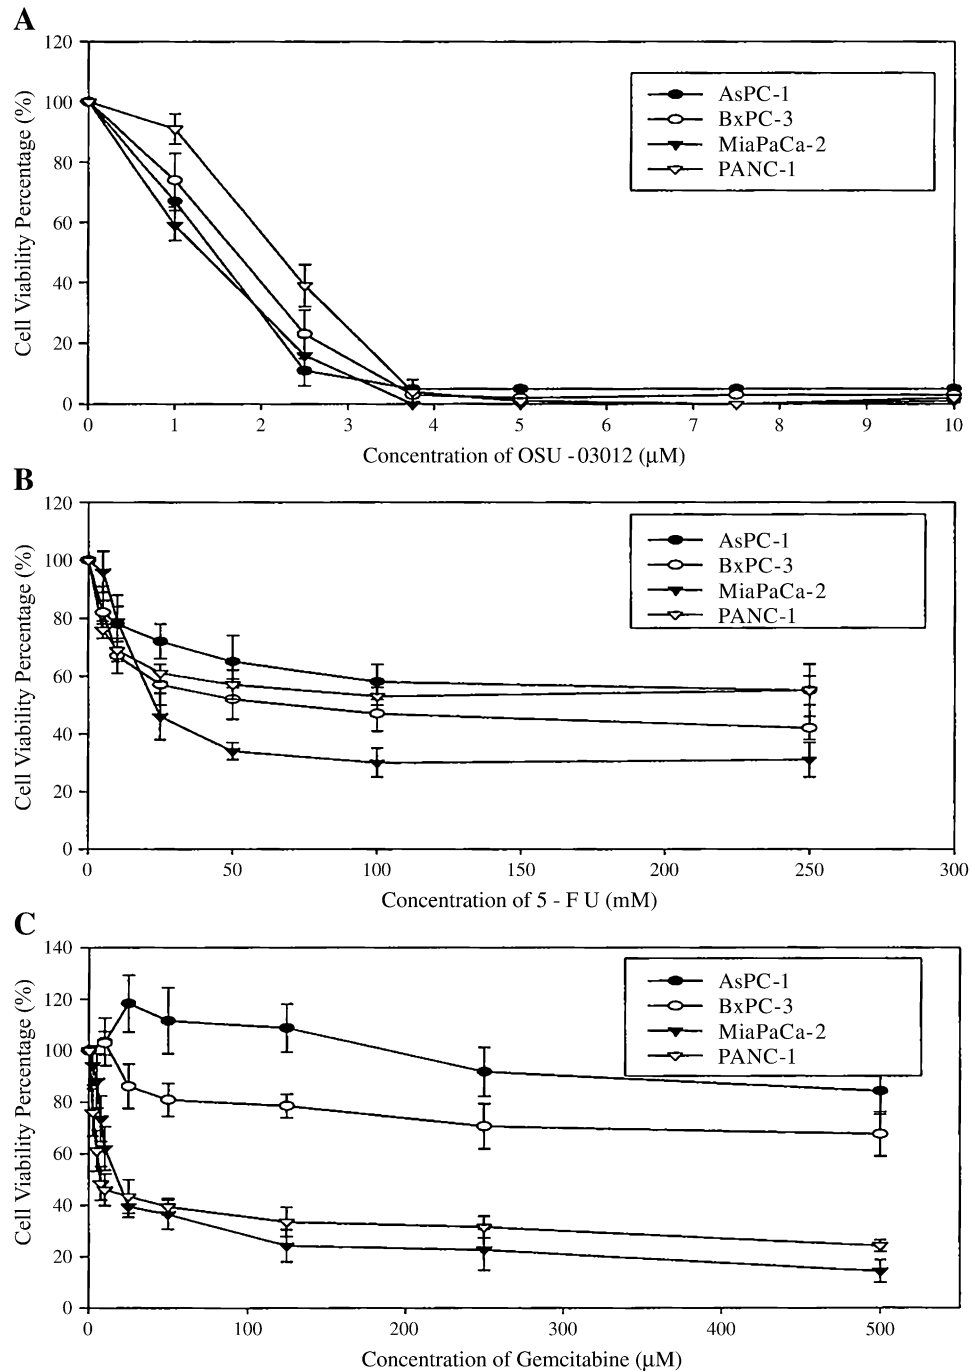 A
Cell Viability Percentage (%)
120
100
80
60
40
20
0
AsPC-1
BxPC-3
MiaPaCa-2
PANC-1
0 1 2 3 4 5 6 7 8 9 10
Concentration of OSU - 03012 (μM)
B
Cell Viability Percentage (%)
120
100
80
60
40
20
0
AsPC-1
BxPC-3
MiaPaCa-2
PANC-1
0 50 100 150 200 250 300
Concentration of 5 - F U (mM)
C
Cell Viability Percentage (%)
140
120
100
80
60
40
20
0
AsPC-1
BxPC-3
MiaPaCa-2
PANC-1
0 100 200 300 400 500
Concentration of Gemcitabine (μM)